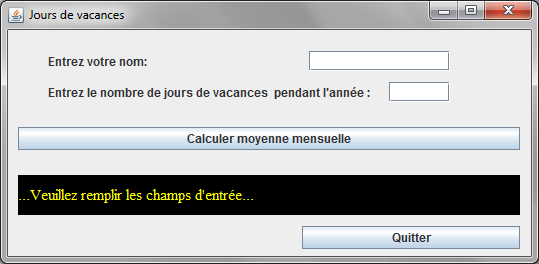 Jours de vacances
Entrez votre nom:
Entrez le nombre de jours de vacances  pendant l'année :
Calculer moyenne mensuelle
...Veuillez remplir les champs d'entrée...
Quitter